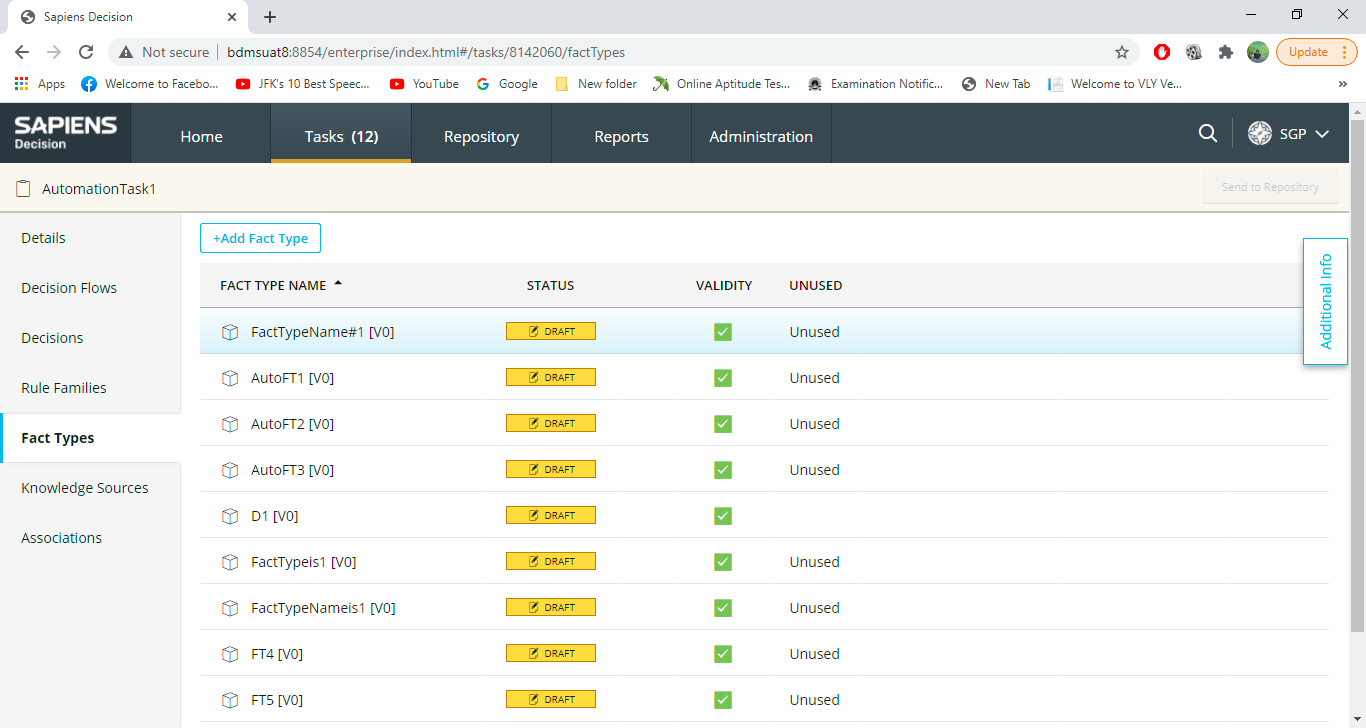 Sapiens Decision
Not secure bdmsuat8:8854/enterprise/index.html#/tasks/8142060/factTypes Update
Apps Welcome to Facebo... JFK's 10 Best Speec... YouTube Google New folder Online Aptitude Tes... Examination Notific... New Tab Welcome to VLY Ve... »
SAPIENS
Decision
Home Tasks (12) Repository Reports Administration SGP
AutomationTask1 Send to Repository
Details
Decision Flows
Decisions
Rule Families
Fact Types
Knowledge Sources
Associations
+Add Fact Type
FACT TYPE NAME STATUS VALIDITY UNUSED
FactTypeName#1 [V0] DRAFT Unused
AutoFT1 [V0] DRAFT Unused
AutoFT2 [V0] DRAFT Unused
AutoFT3 [V0] DRAFT Unused
D1 [V0] DRAFT
FactTypeis1 [V0] DRAFT Unused
FactTypeNameis1 [V0] DRAFT Unused
FT4 [V0] DRAFT Unused
FT5 [V0] DRAFT Unused
Additional Info